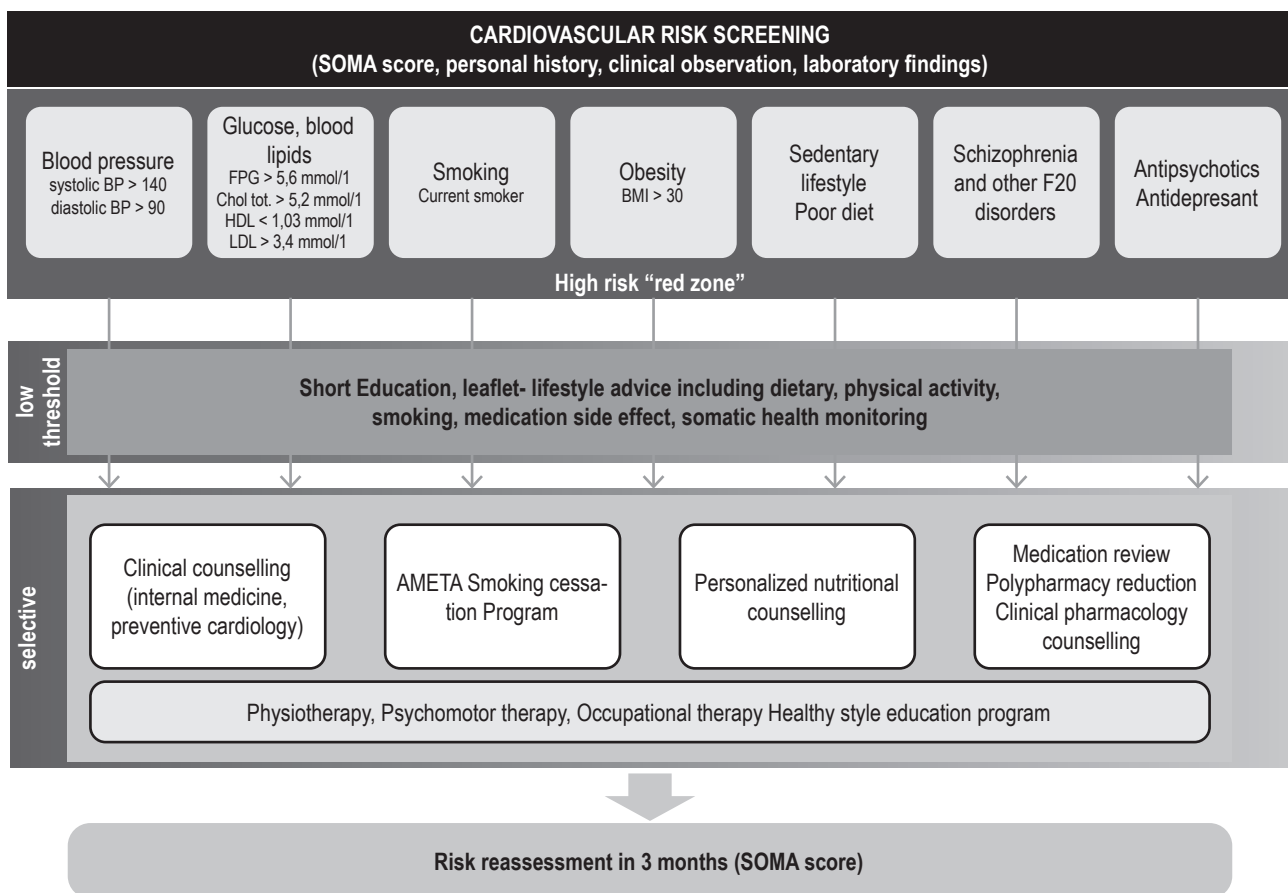 CARDIOVASCULAR RISK SCREENING
(SOMA score, personal history, clinical observation, laboratory findings)
Blood pressure
systolic BP > 140
diastolic BP > 90
Glucose, blood
lipids
FPG > 5,6 mmol/1
Chol tot. > 5,2 mmol/1
HDL < 1,03 mmol/1
LDL > 3,4 mmol/1
Smoking
Current smoker
Obesity
BMI > 30
Sedentary
lifestyle
Poor diet
Schizophrenia
and other F20
disorders
Antipsychotics
Antidepresant
High risk “red zone”
low
threshold
Short Education, leaflet- lifestyle advice including dietary, physical activity,
smoking, medication side effect, somatic health monitoring
selective
Clinical counselling
(internal medicine,
preventive cardiology)
AMETA Smoking cessa-
tion Program
Personalized nutritional
counselling
Medication review
Polypharmacy reduction
Clinical pharmacology
counselling
Physiotherapy, Psychomotor therapy, Occupational therapy Healthy style education program
Risk reassessment in 3 months (SOMA score)